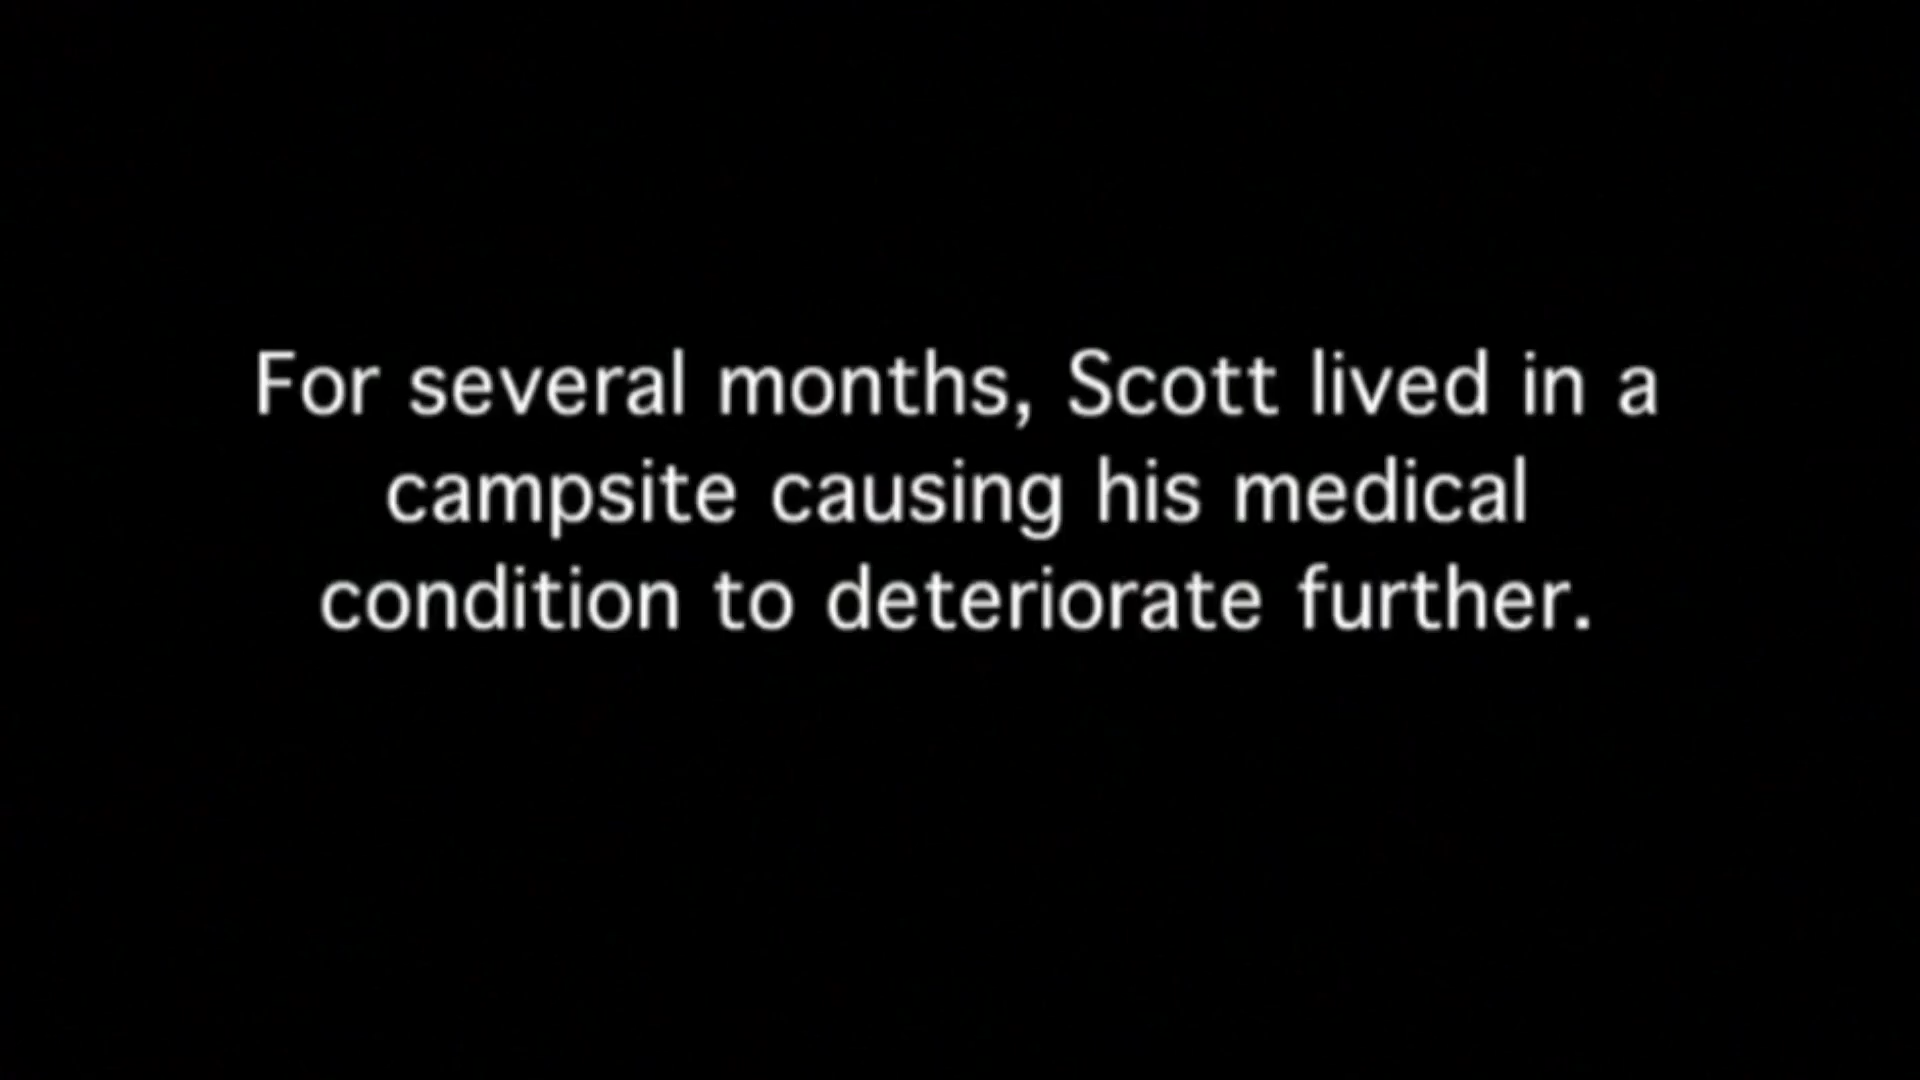 For several months, Scott lived in a
campsite causing his medical
condition to deteriorate further.